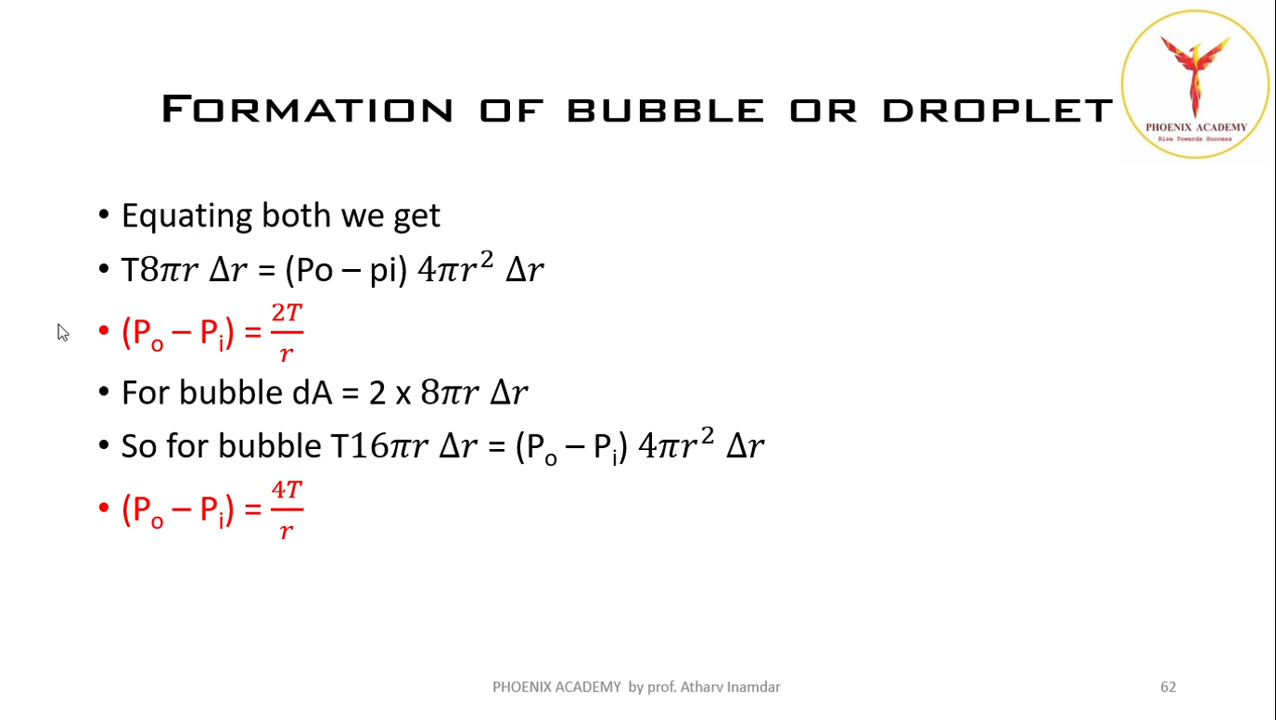 FORMATION OF BUBBLE OR DROPLET
PHOENIX ACADEMY
Rise Towards Success
• Equating both we get
• T8𝜋𝑟 Δ𝑟 = (Po – pi) 4𝜋𝑟² Δ𝑟
• (Pₒ – Pᵢ) = 2𝑇/𝑟
• For bubble dA = 2 x 8𝜋𝑟 Δ𝑟
• So for bubble T16𝜋𝑟 Δ𝑟 = (Pₒ – Pᵢ) 4𝜋𝑟² Δ𝑟
• (Pₒ – Pᵢ) = 4𝑇/𝑟
PHOENIX ACADEMY by prof. Atharv Inamdar
62